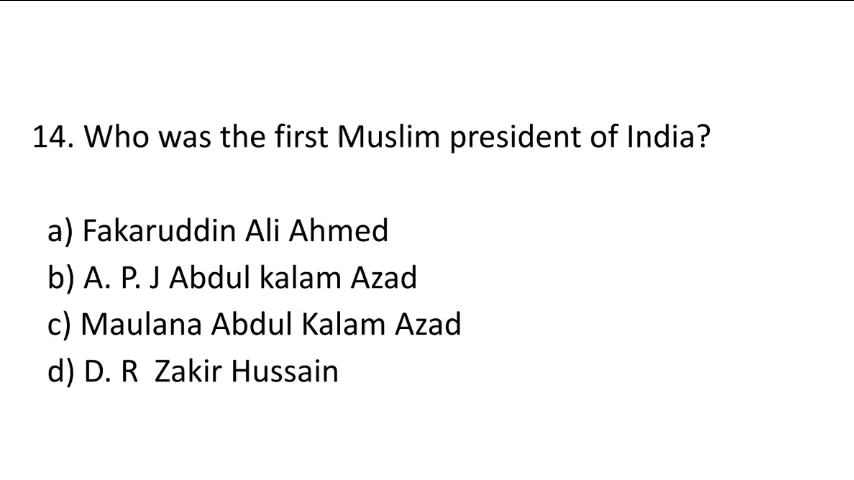 14. Who was the first Muslim president of India?
a) Fakaruddin Ali Ahmed
b) A. P. J Abdul kalam Azad
c) Maulana Abdul Kalam Azad
d) D. R  Zakir Hussain